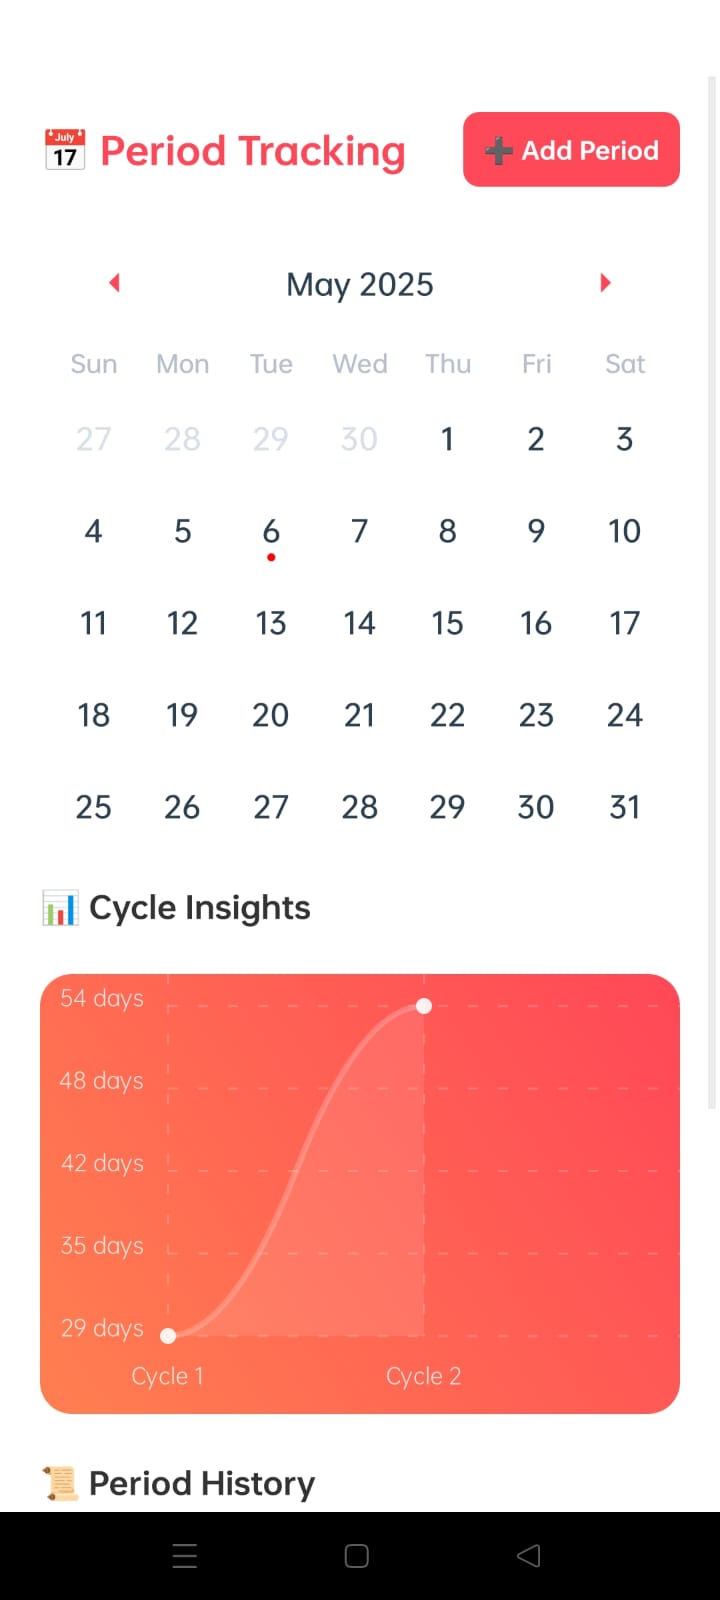 July
17
Period Tracking
Add Period
May 2025
Sun Mon Tue Wed Thu Fri Sat
27 28 29 30 1 2 3
4 5 6 7 8 9 10
11 12 13 14 15 16 17
18 19 20 21 22 23 24
25 26 27 28 29 30 31
Cycle Insights
54 days
48 days
42 days
35 days
29 days
Cycle 1 Cycle 2
Period History